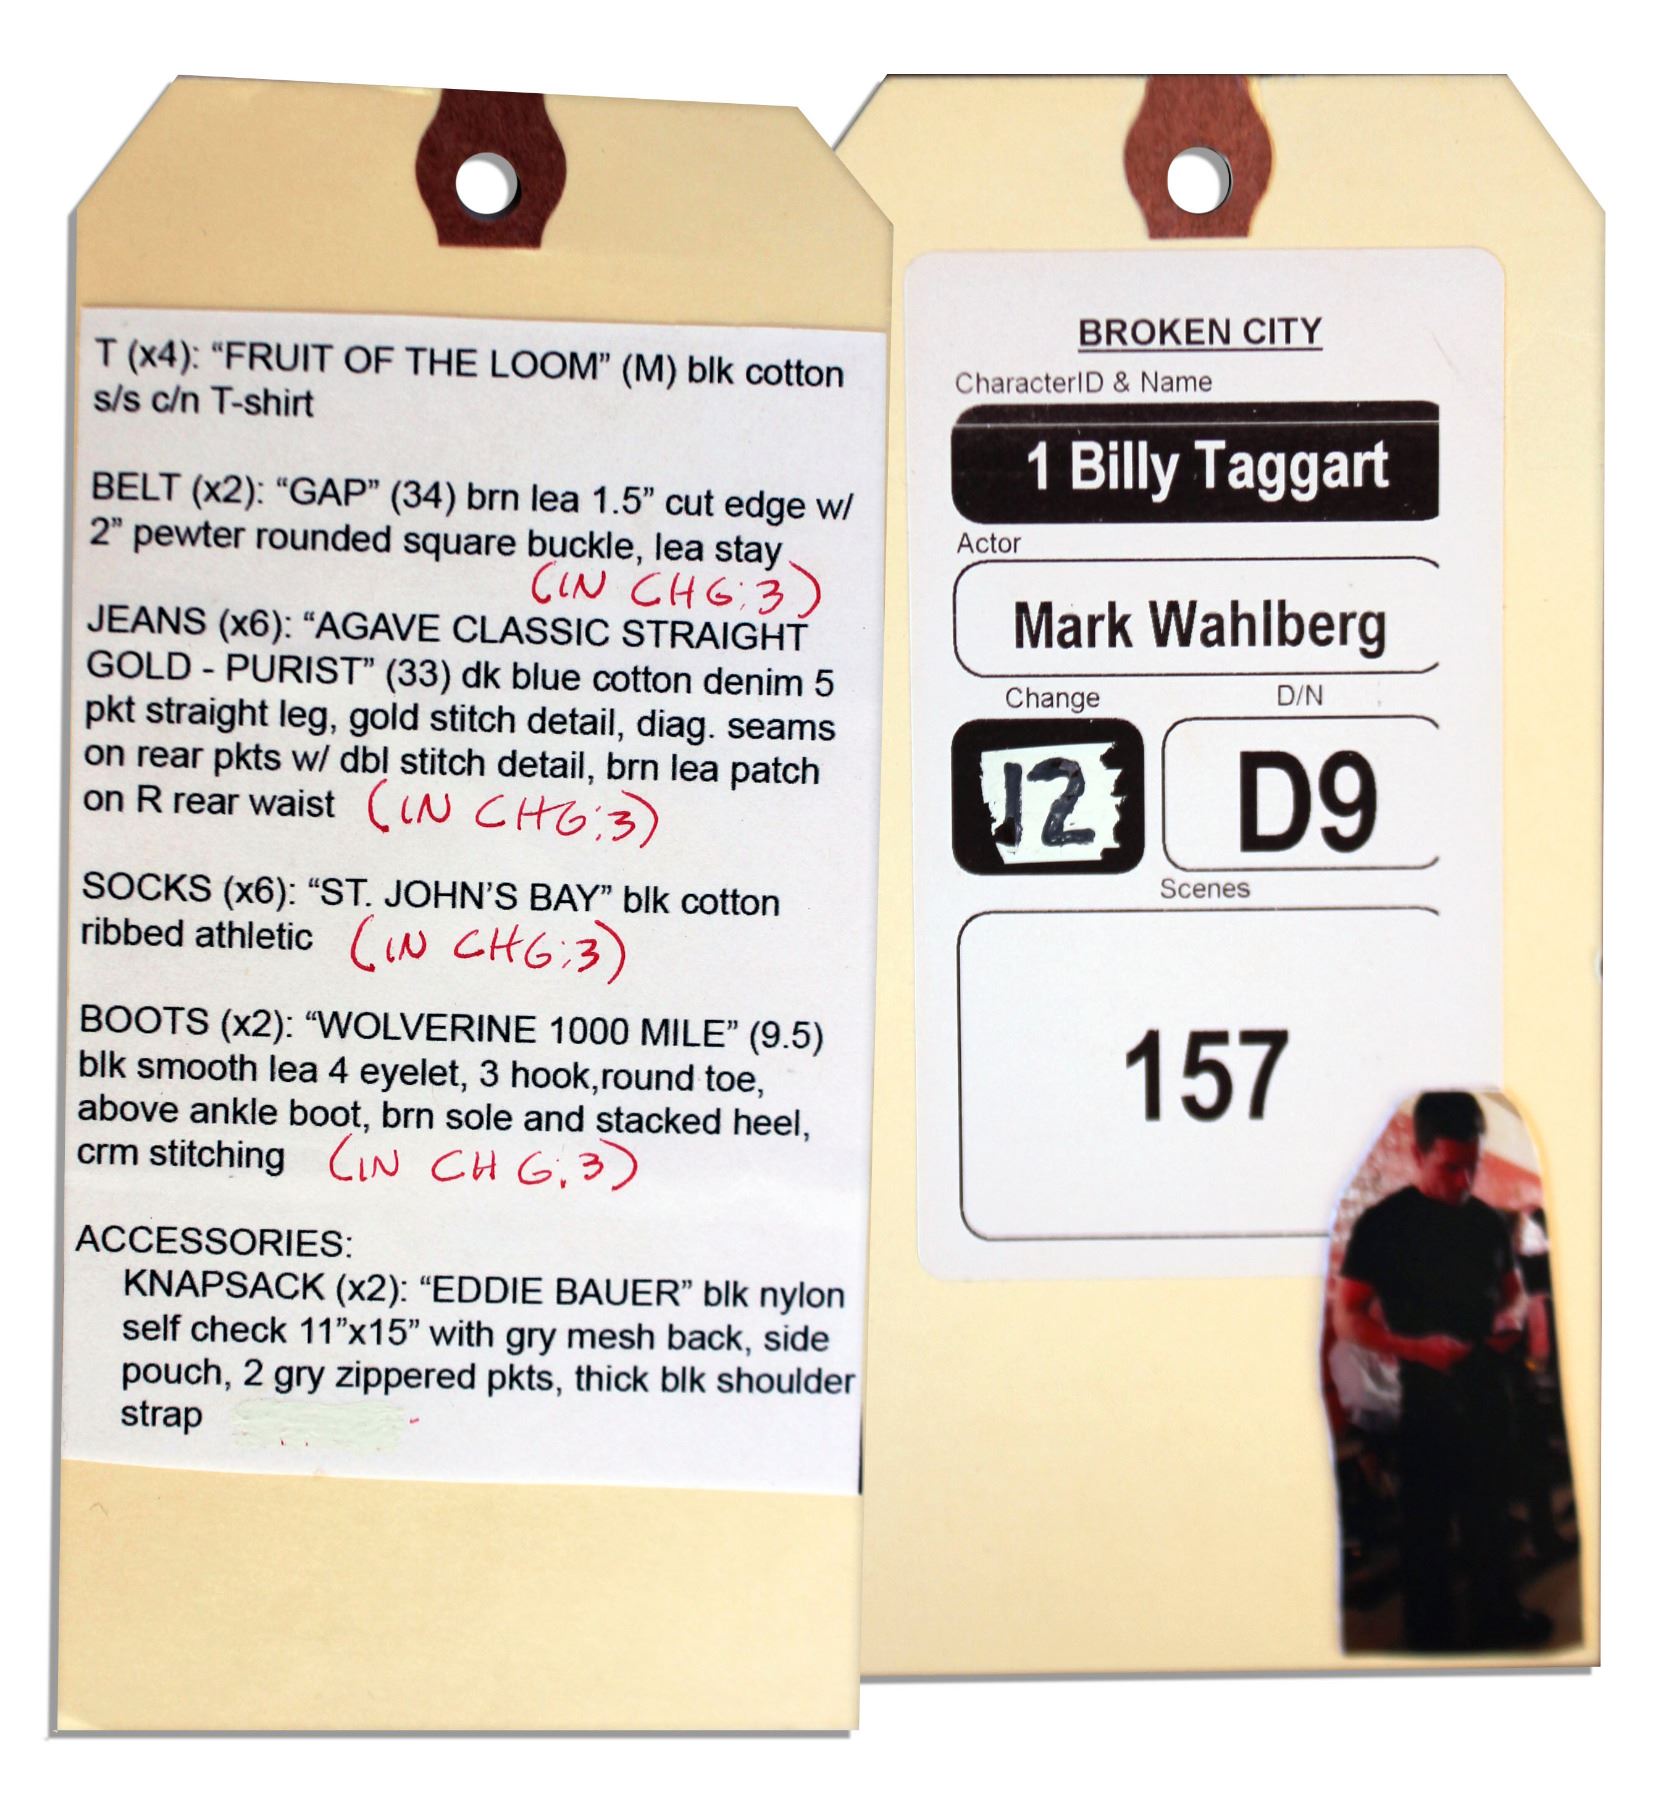 T (x4): “FRUIT OF THE LOOM” (M) blk cotton
s/s c/n T-shirt
BELT (x2): “GAP” (34) brn lea 1.5” cut edge w/
2” pewter rounded square buckle, lea stay
(IN CHG:3)
JEANS (x6): “AGAVE CLASSIC STRAIGHT
GOLD - PURIST” (33) dk blue cotton denim 5
pkt straight leg, gold stitch detail, diag. seams
on rear pkts w/ dbl stitch detail, brn lea patch
on R rear waist (IN CHG:3)
SOCKS (x6): “ST. JOHN’S BAY” blk cotton
ribbed athletic (IN CHG:3)
BOOTS (x2): “WOLVERINE 1000 MILE” (9.5)
blk smooth lea 4 eyelet, 3 hook,round toe,
above ankle boot, brn sole and stacked heel,
crm stitching (IN CHG:3)
ACCESSORIES:
KNAPSACK (x2): “EDDIE BAUER” blk nylon
self check 11”x15” with gry mesh back, side
pouch, 2 gry zippered pkts, thick blk shoulder
strap
BROKEN CITY
CharacterID & Name
1 Billy Taggart
Actor
Mark Wahlberg
Change D/N
12 D9
Scenes
157